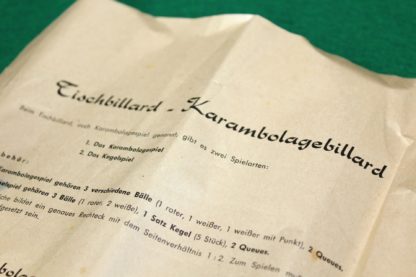 Tischbillard - Karambolagebillard
Beim Tischbillard, auch Karambolagespiel genannt, gibt es zwei Spielarten:
1. Das Karambolagespiel
2. Das Kegelspiel
behör:
Karambolagespiel gehören 3 verschiedene Bälle (1 roter, 1 weißer, 1 weißer mit Punkt), 2 Queues.
gehören 3 Bälle (1 roter, 2 weiße), 1 Satz Kegel (5 Stück), 2 Queues.
bildet ein genaues Rechteck mit dem Seitenverhältnis 1 : 2. Zum Spielen
sein.